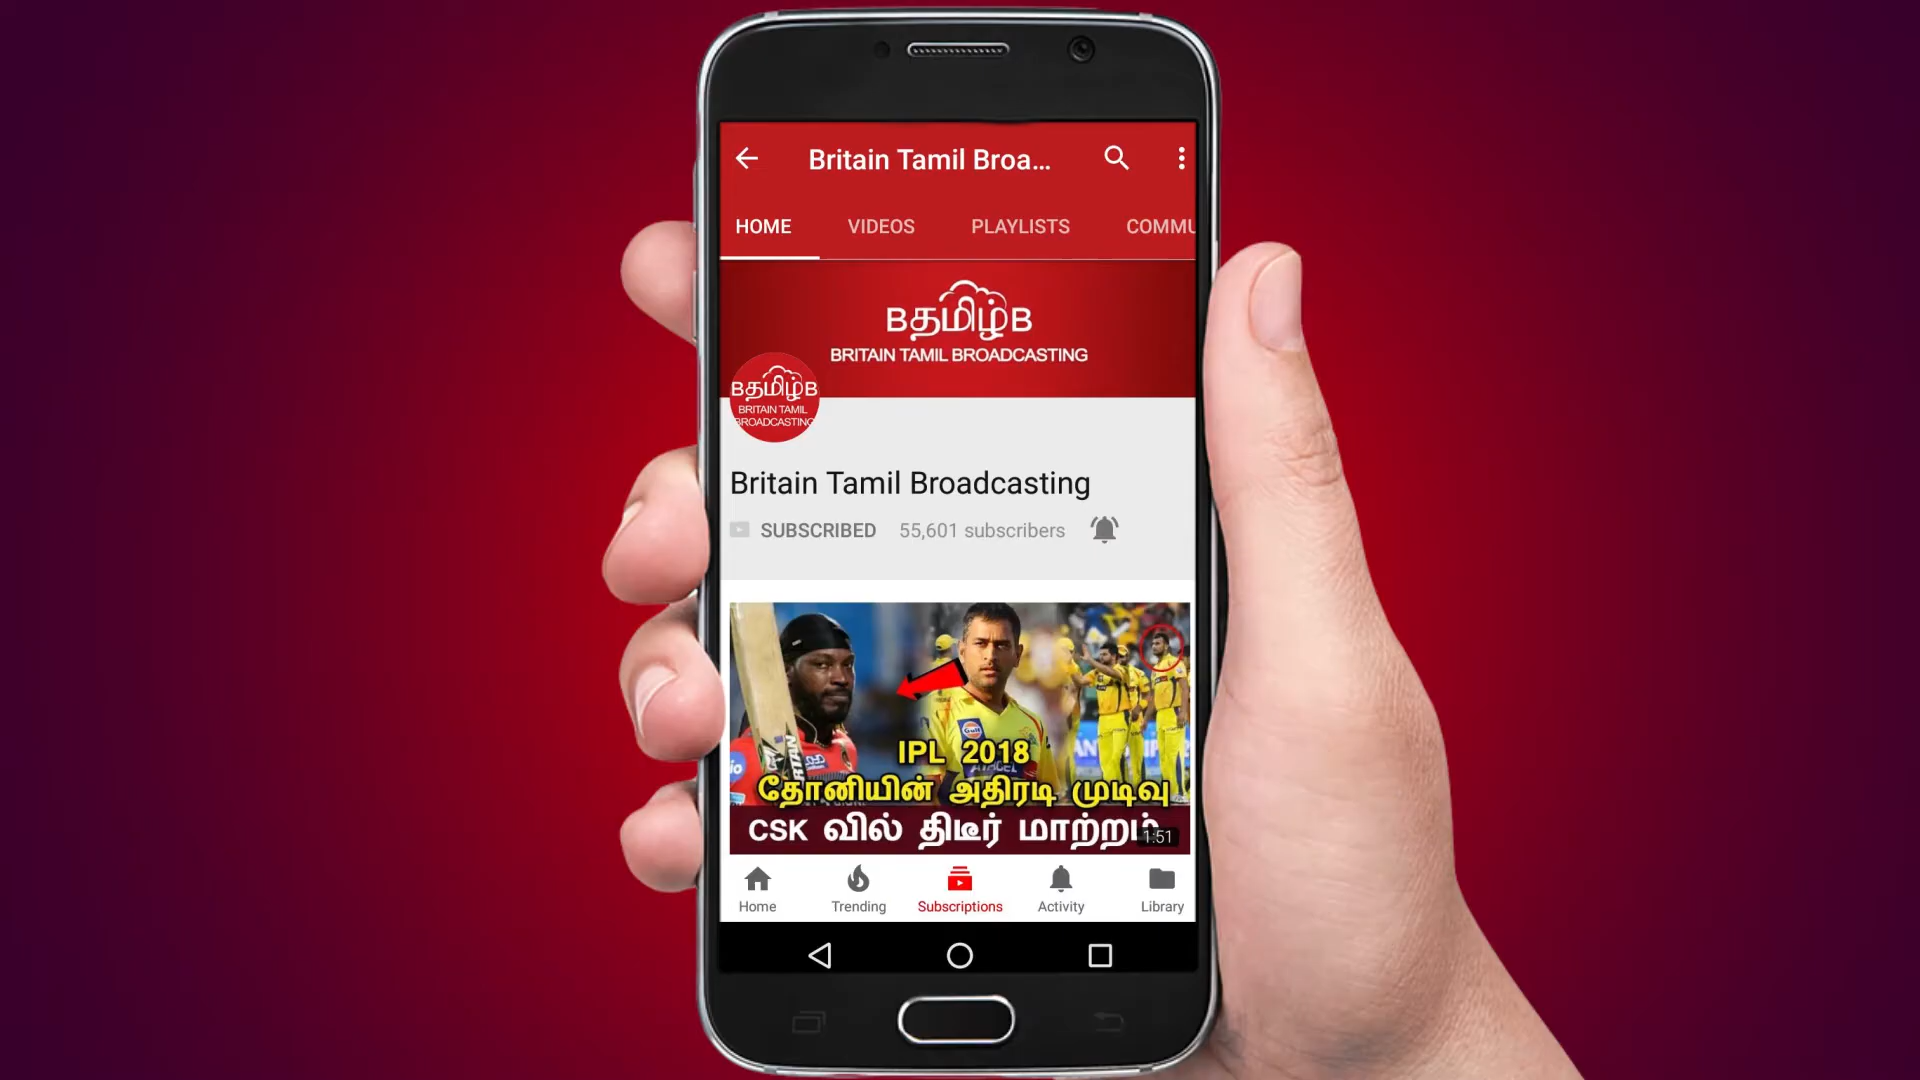 Britain Tamil Broa...
HOME VIDEOS PLAYLISTS COMMU
Bதமிழ்B
BRITAIN TAMIL BROADCASTING
Bதமிழ்B
BRITAIN TAMIL
BROADCASTING
Britain Tamil Broadcasting
SUBSCRIBED 55,601 subscribers
Gulf
IPL 2018
தோனியின் அதிரடி முடிவு
CSK வில் திடீர் மாற்றம்
1:51
Home Trending Subscriptions Activity Library